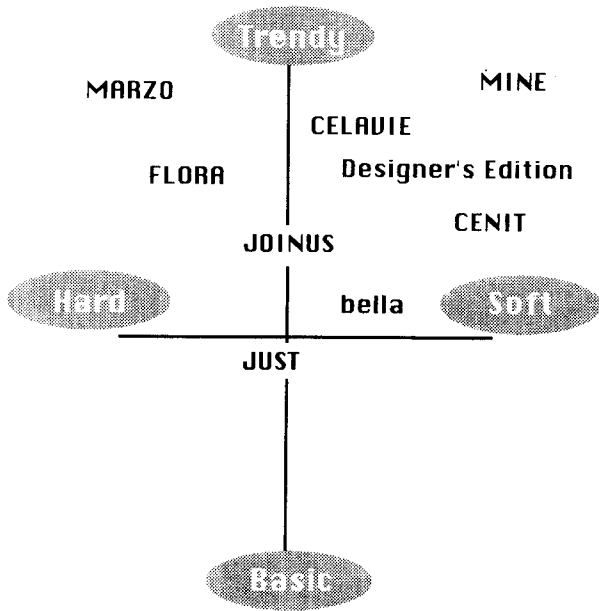 Trendy
MARZO
MINE
CELAVIE
FLORA
Designer's Edition
CENIT
JOINUS
Hard
bella
Soft
JUST
Basic